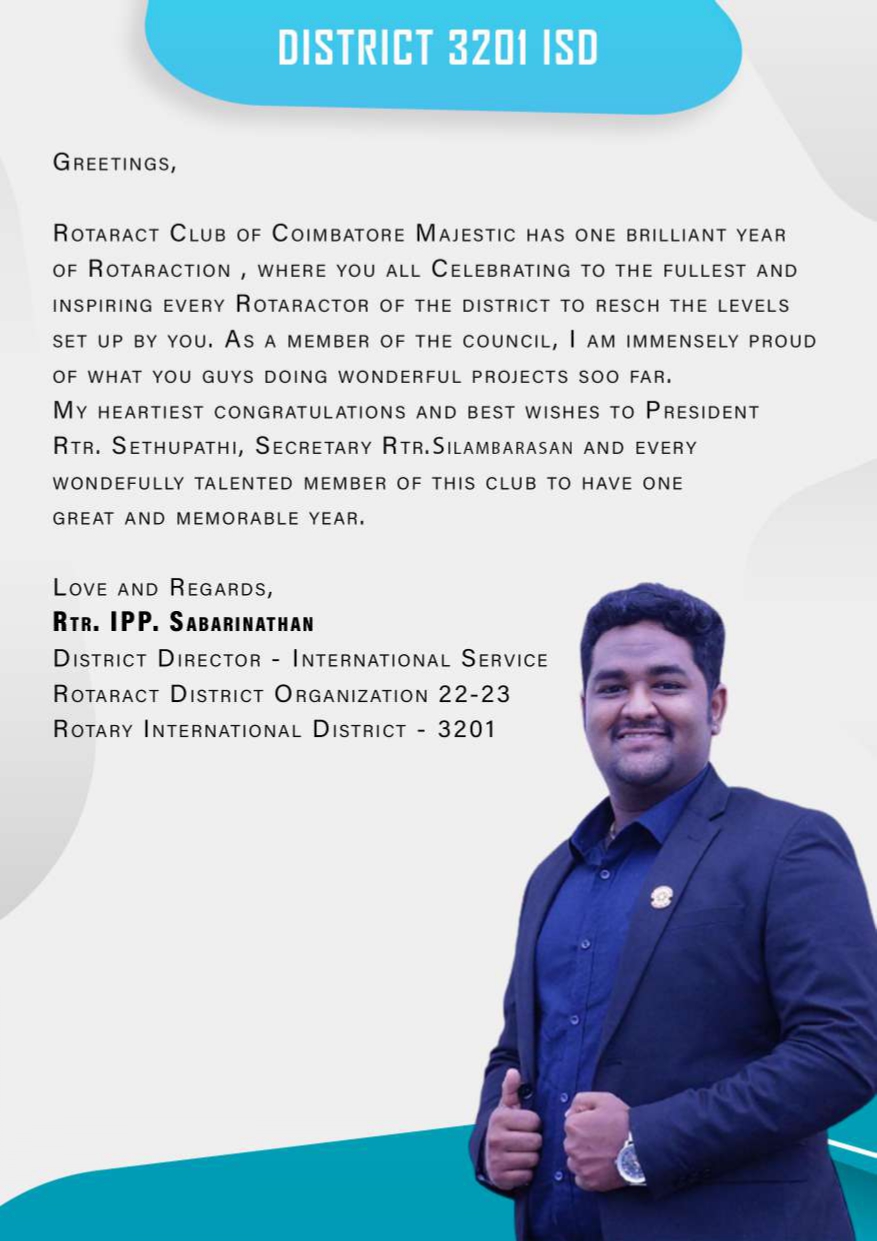 DISTRICT 3201 ISD
Greetings,
Rotaract Club of Coimbatore Majestic has one brilliant year
of Rotaraction , where you all Celebrating to the fullest and
inspiring every Rotaractor of the district to resch the levels
set up by you. As a member of the council, I am immensely proud
of what you guys doing wonderful projects soo far.
My heartiest congratulations and best wishes to President
Rtr. Sethupathi, Secretary Rtr.Silambarasan and every
wondefully talented member of this club to have one
great and memorable year.
Love and Regards,
Rtr. IPP. Sabarinathan
District Director - International Service
Rotaract District Organization 22-23
Rotary International District - 3201